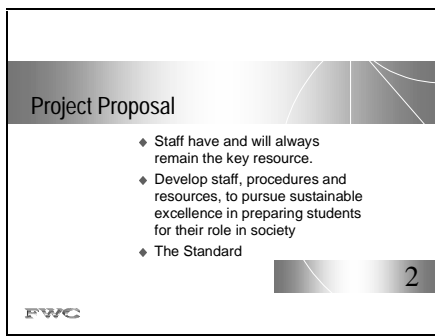 Project Proposal
◆ Staff have and will always
remain the key resource.
◆ Develop staff, procedures and
resources, to pursue sustainable
excellence in preparing students
for their role in society
◆ The Standard
2
FWC